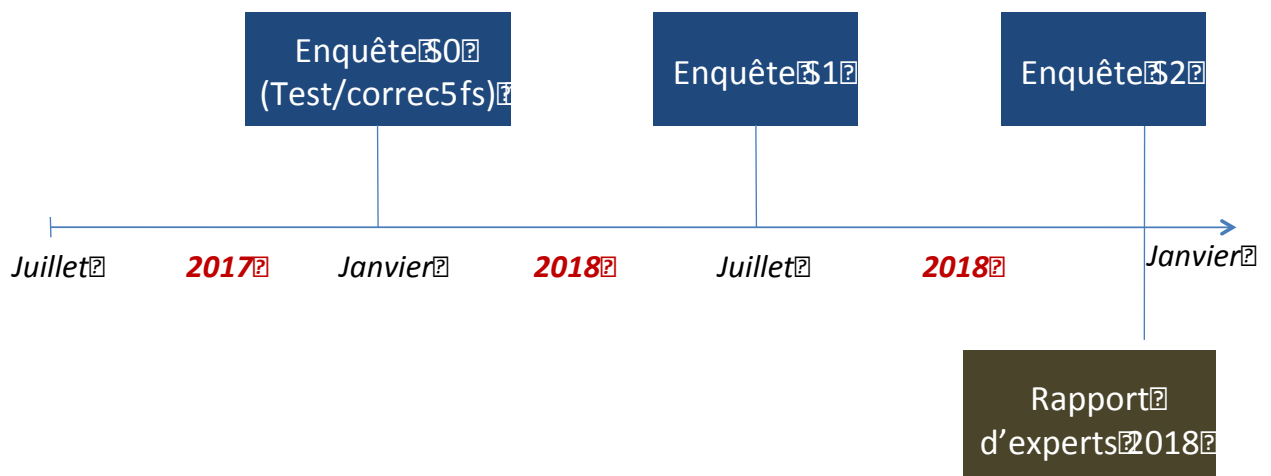 Enquête S0
(Test/correc5fs)
Enquête S1
Enquête S2
Juillet
2017
Janvier
2018
Juillet
2018
Janvier
Rapport
d'experts 2018